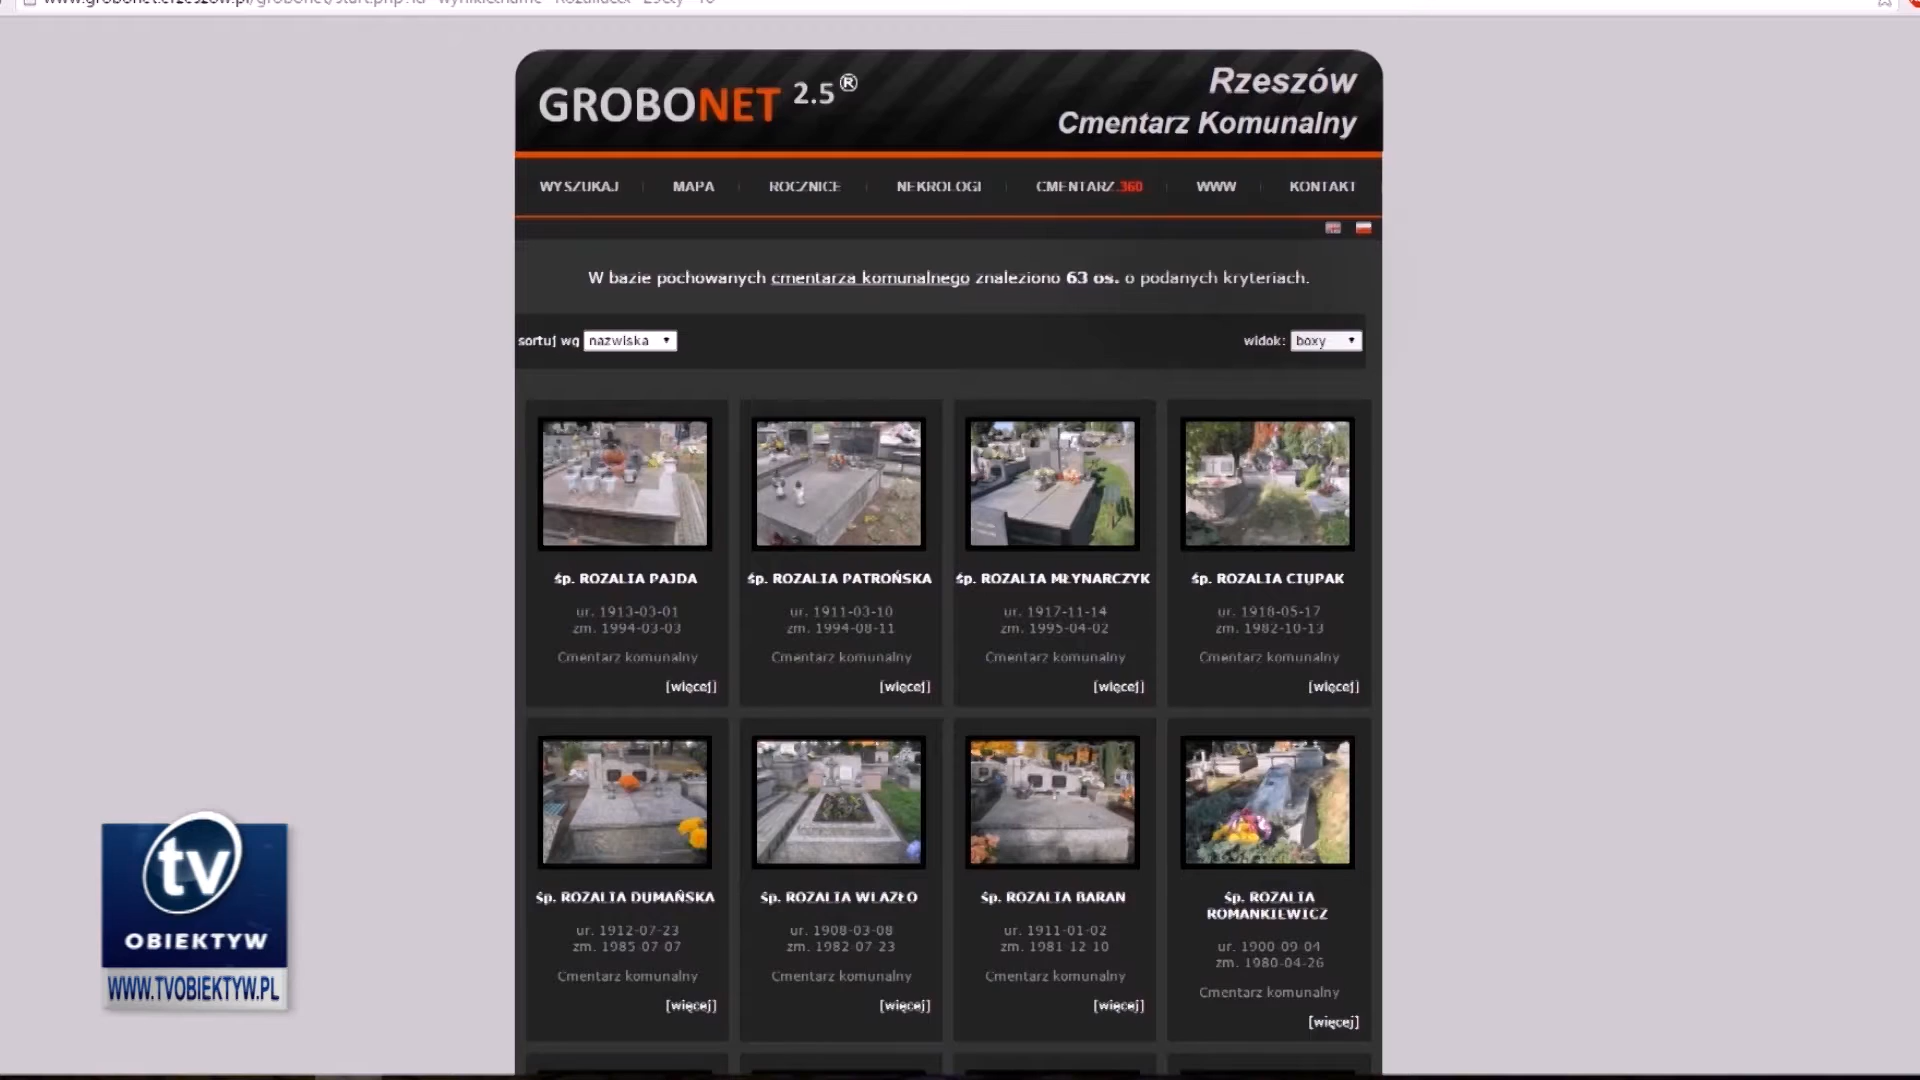 GROBONET 2.5®
Rzeszów
Cmentarz Komunalny
WYSZUKAJ MAPA ROCZNICE NEKROLOGI CMENTARZ.360 WWW KONTAKT
W bazie pochowanych cmentarza komunalnego znaleziono 63 os. o podanych kryteriach.
sortuj wg nazwiska widok: boxy
śp. ROZALIA PAJDA
ur. 1913-03-01
zm. 1994-03-03
Cmentarz komunalny
[więcej]
śp. ROZALIA PATROŃSKA
ur. 1911-03-10
zm. 1994-08-11
Cmentarz komunalny
[więcej]
śp. ROZALIA MŁYNARCZYK
ur. 1917-11-14
zm. 1995-04-02
Cmentarz komunalny
[więcej]
śp. ROZALIA CIUPAK
ur. 1918-05-17
zm. 1982-10-13
Cmentarz komunalny
[więcej]
śp. ROZALIA DUMAŃSKA
ur. 1912-07-23
zm. 1985-07-07
Cmentarz komunalny
[więcej]
śp. ROZALIA WLAZŁO
ur. 1908-03-08
zm. 1982-07-23
Cmentarz komunalny
[więcej]
śp. ROZALIA BARAN
ur. 1911-01-02
zm. 1981-12-10
Cmentarz komunalny
[więcej]
śp. ROZALIA
ROMANKIEWICZ
ur. 1900-09-04
zm. 1980-04-26
Cmentarz komunalny
[więcej]
tv
OBIEKTYW
WWW.TVOBIEKTYW.PL